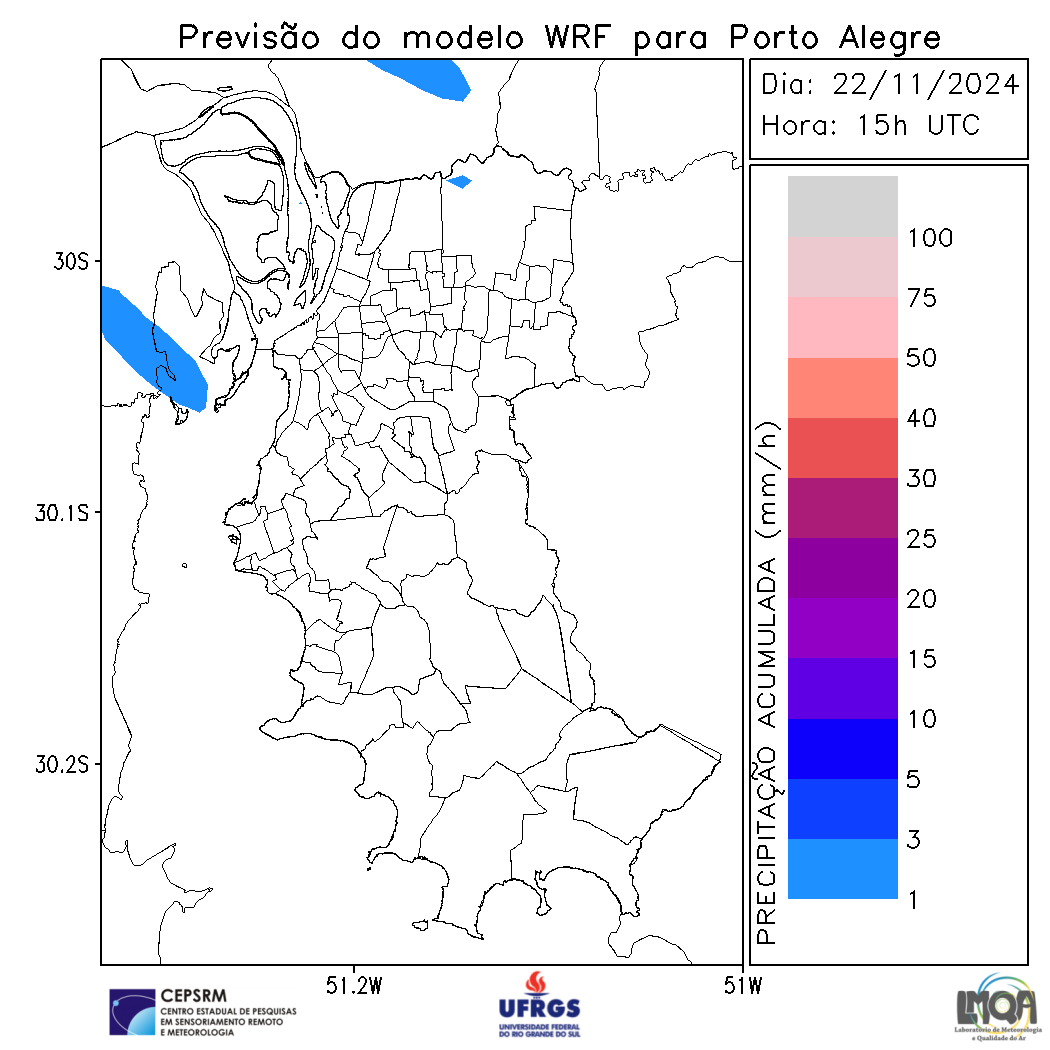 Previsão do modelo WRF para Porto Alegre
Dia: 22/11/2024
Hora: 15h UTC
30S
30.1S
30.2S
51.2W
51W
PRECIPITAÇÃO ACUMULADA (mm/h)
100
75
50
40
30
25
20
15
10
5
3
1
CEPSRM
CENTRO ESTADUAL DE PESQUISAS
EM SENSORIAMENTO REMOTO
E METEOROLOGIA
UFRGS
UNIVERSIDADE FEDERAL
DO RIO GRANDE DO SUL
LMQA
Laboratório de Meteorologia
e Qualidade do Ar